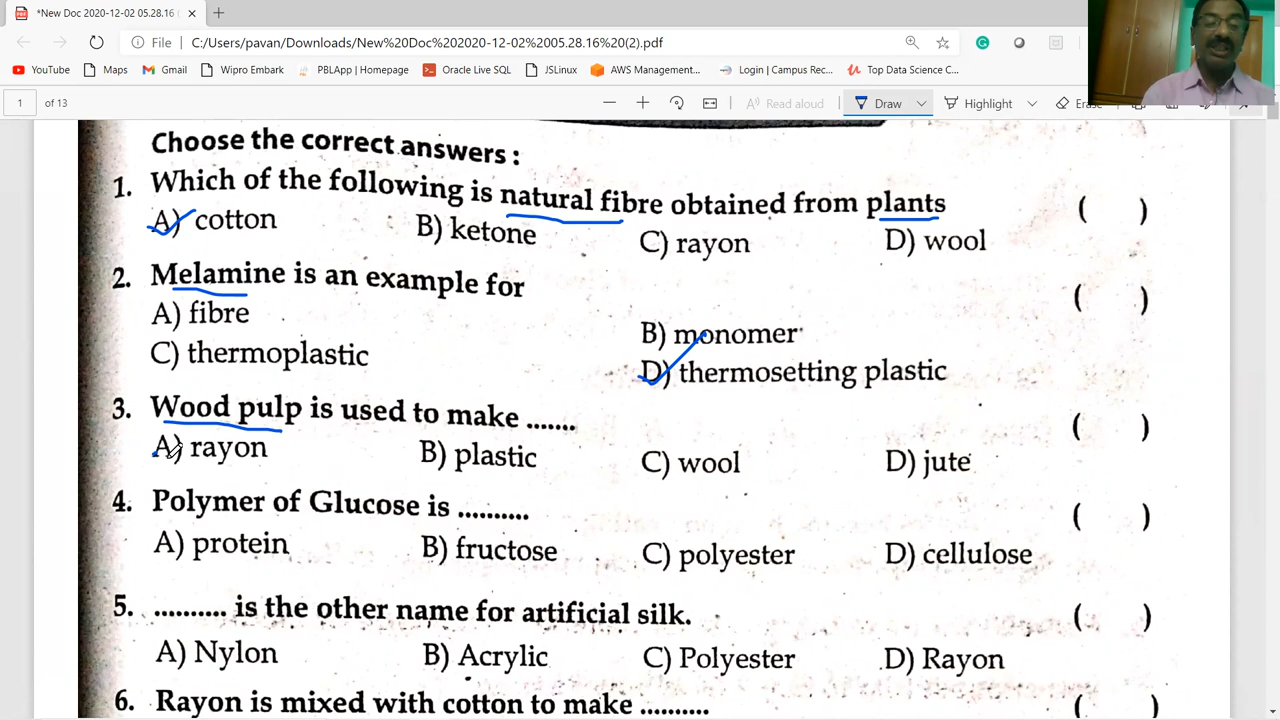 *New Doc 2020-12-02 05.28.16 (
File C:/Users/pavan/Downloads/New%20Doc%202020-12-02%2005.28.16%20(2).pdf
YouTube Maps Gmail Wipro Embark PBLApp | Homepage Oracle Live SQL JSLinux AWS Management... Login | Campus Rec... Top Data Science C...
1 of 13 Read aloud Draw Highlight Erase
Choose the correct answers :
1. Which of the following is natural fibre obtained from plants ( )
A) cotton B) ketone C) rayon D) wool
2. Melamine is an example for ( )
A) fibre B) monomer
C) thermoplastic D) thermosetting plastic
3. Wood pulp is used to make ....... ( )
A) rayon B) plastic C) wool D) jute
4. Polymer of Glucose is .......... ( )
A) protein B) fructose C) polyester D) cellulose
5. .......... is the other name for artificial silk. ( )
A) Nylon B) Acrylic C) Polyester D) Rayon
6. Rayon is mixed with cotton to make .......... ( )